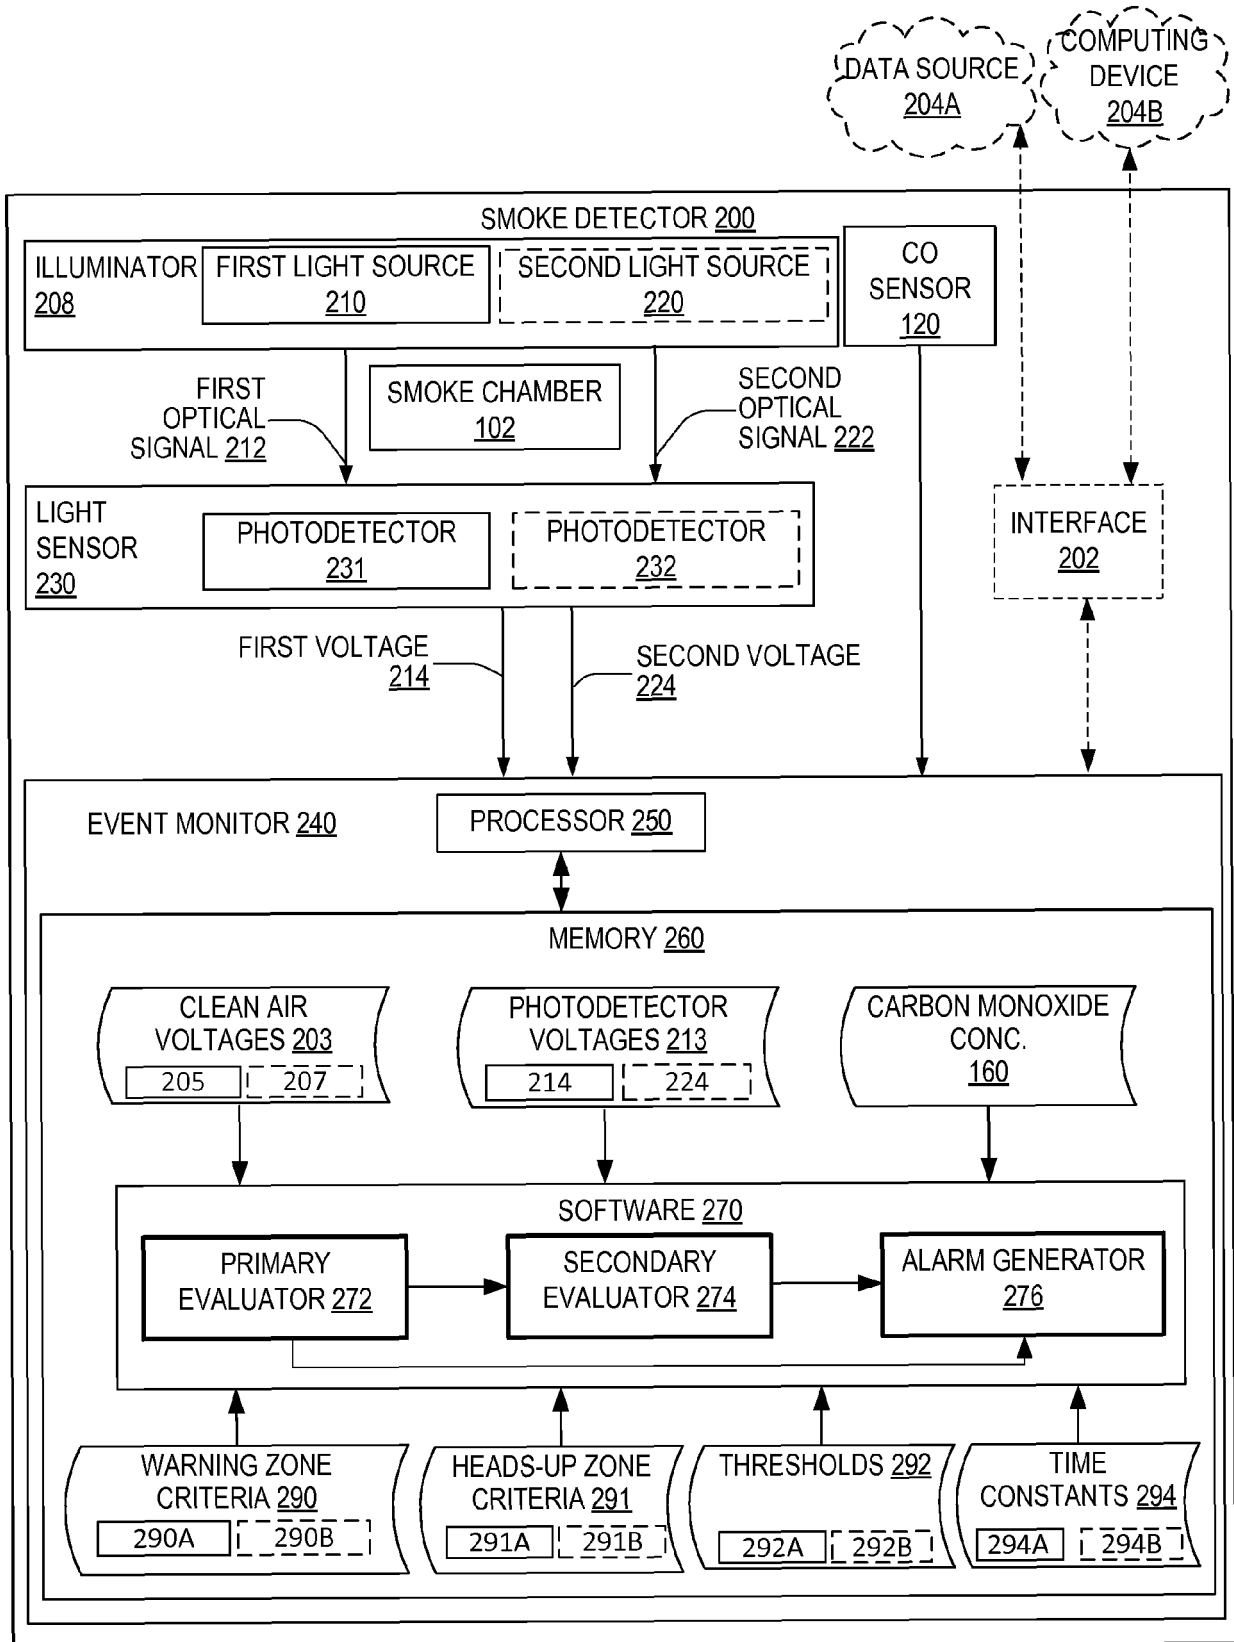 DATA SOURCE
204A
COMPUTING
DEVICE
204B
SMOKE DETECTOR 200
ILLUMINATOR
208
FIRST LIGHT SOURCE
210
SECOND LIGHT SOURCE
220
CO
SENSOR
120
FIRST
OPTICAL
SIGNAL 212
SMOKE CHAMBER
102
SECOND
OPTICAL
SIGNAL 222
LIGHT
SENSOR
230
PHOTODETECTOR
231
PHOTODETECTOR
232
INTERFACE
202
FIRST VOLTAGE
214
SECOND VOLTAGE
224
EVENT MONITOR 240
PROCESSOR 250
MEMORY 260
CLEAN AIR
VOLTAGES 203
205
207
PHOTODETECTOR
VOLTAGES 213
214
224
CARBON MONOXIDE
CONC.
160
SOFTWARE 270
PRIMARY
EVALUATOR 272
SECONDARY
EVALUATOR 274
ALARM GENERATOR
276
WARNING ZONE
CRITERIA 290
290A
290B
HEADS-UP ZONE
CRITERIA 291
291A
291B
THRESHOLDS 292
292A
292B
TIME
CONSTANTS 294
294A
294B